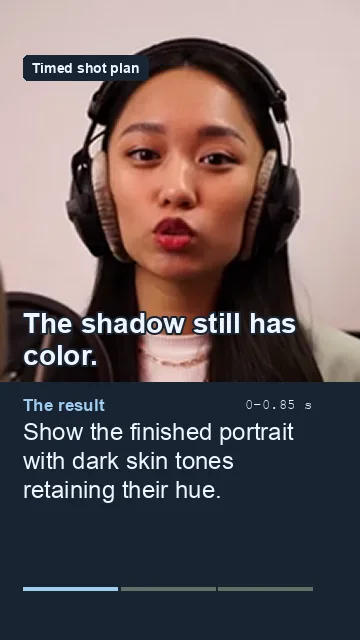 Timed shot plan
The shadow still has
color.
The result
0–0.85 s
Show the finished portrait
with dark skin tones
retaining their hue.